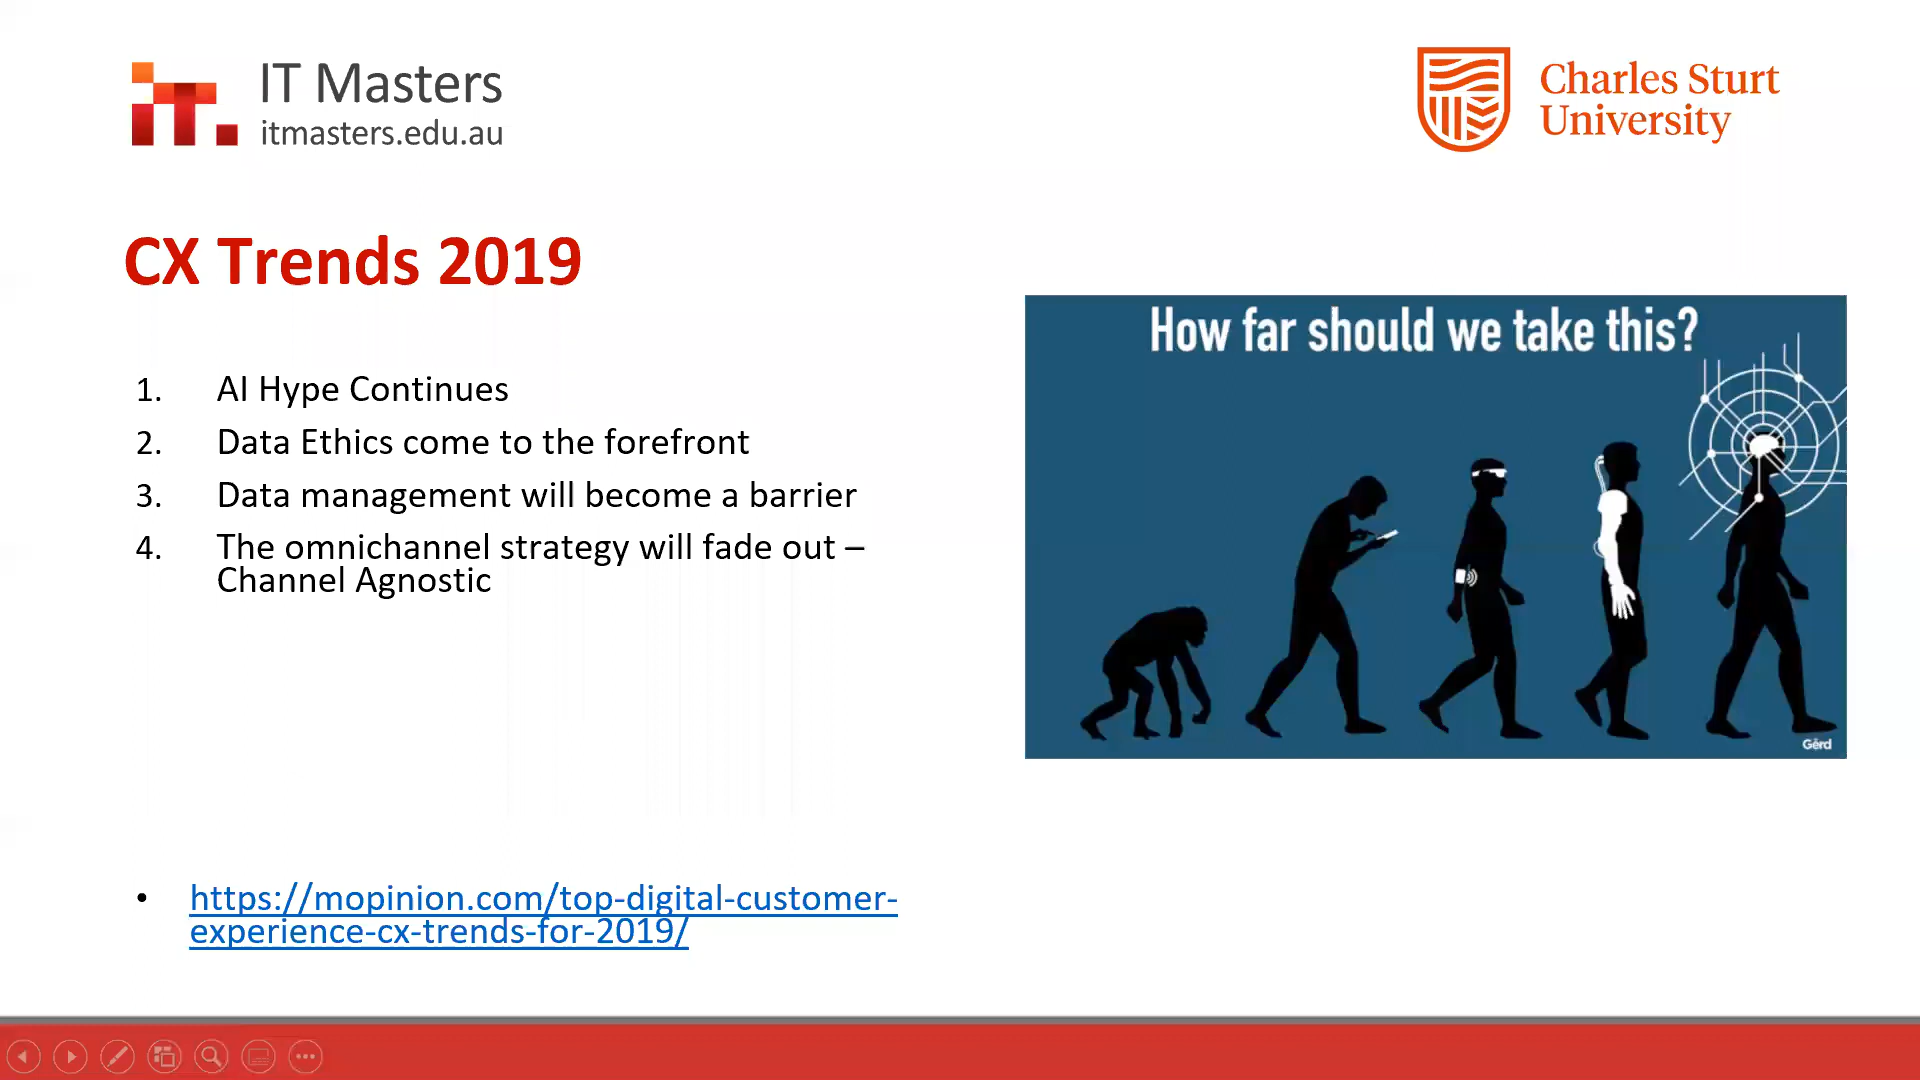 IT Masters
itmasters.edu.au
Charles Sturt
University
CX Trends 2019
How far should we take this?
1. AI Hype Continues
2. Data Ethics come to the forefront
3. Data management will become a barrier
4. The omnichannel strategy will fade out –
Channel Agnostic
Gerd
• https://mopinion.com/top-digital-customer-
experience-cx-trends-for-2019/